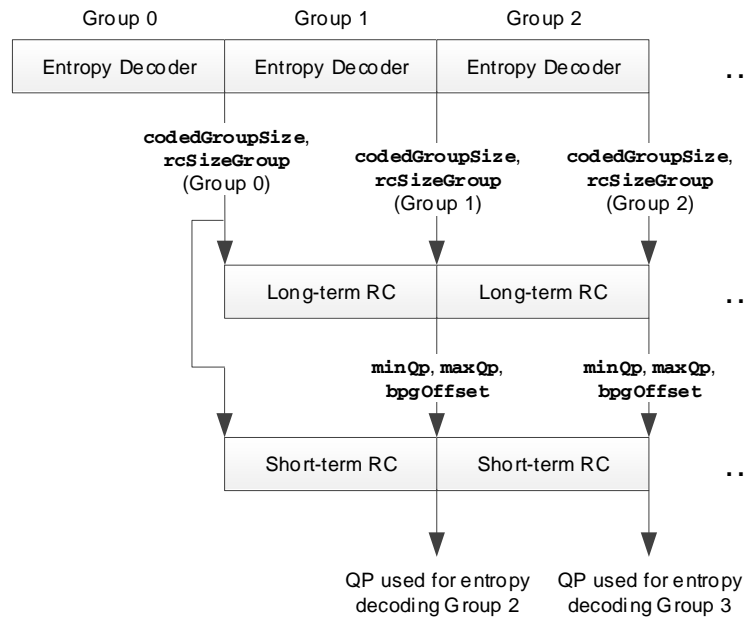 Group 0 Group 1 Group 2
Entropy Decoder Entropy Decoder Entropy Decoder ..
codedGroupSize,
rcSizeGroup
(Group 0)
codedGroupSize,
rcSizeGroup
(Group 1)
codedGroupSize,
rcSizeGroup
(Group 2)
Long-term RC Long-term RC ..
minQp, maxQp,
bpgOffset
minQp, maxQp,
bpgOffset
Short-term RC Short-term RC ..
QP used for entropy
decoding Group 2
QP used for entropy
decoding Group 3